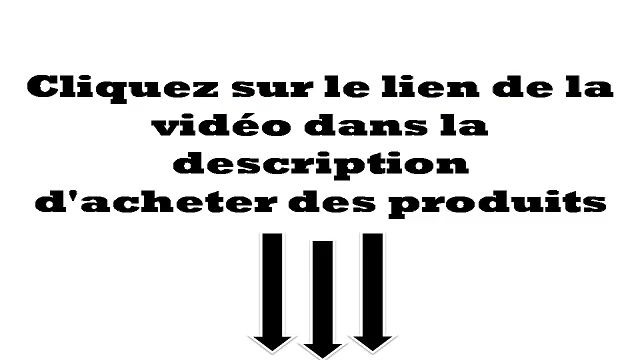 Cliquez sur le lien de la
vidéo dans la
description
d'acheter des produits